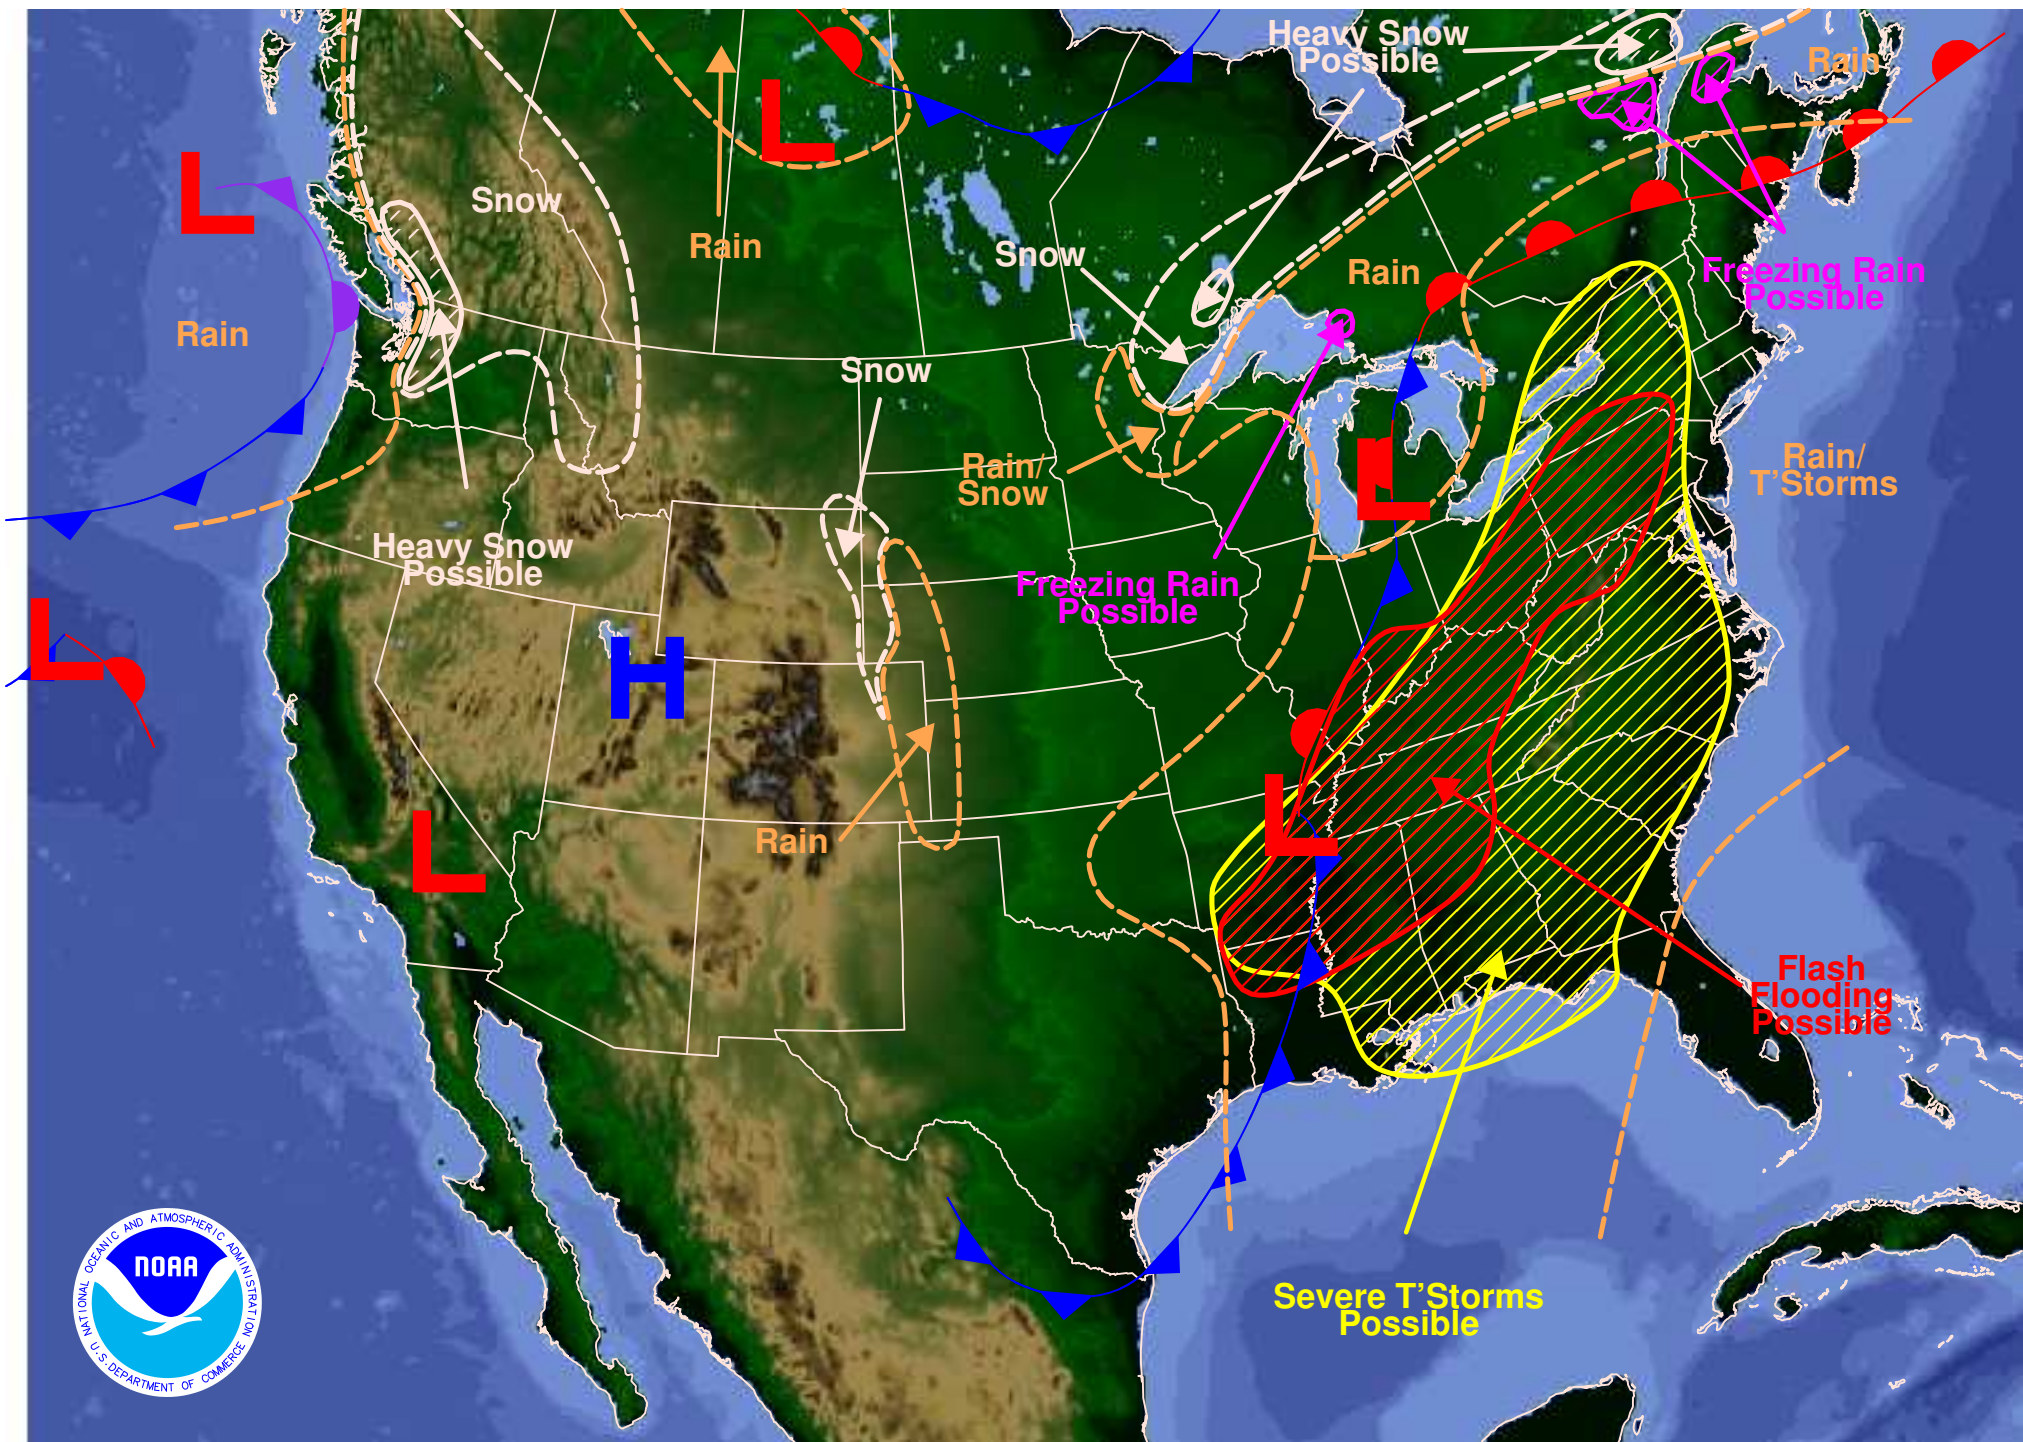 Heavy Snow
Possible
Rain
Snow
Rain
Snow
Rain
Freezing Rain
Possible
Rain
Snow
Rain/
Snow
Rain/
T'Storms
Heavy Snow
Possible
Freezing Rain
Possible
Rain
Flash
Flooding
Possible
Severe T'Storms
Possible
L
L
L
L
H
L
L
L
NATIONAL OCEANIC AND ATMOSPHERIC ADMINISTRATION
NOAA
U.S. DEPARTMENT OF COMMERCE